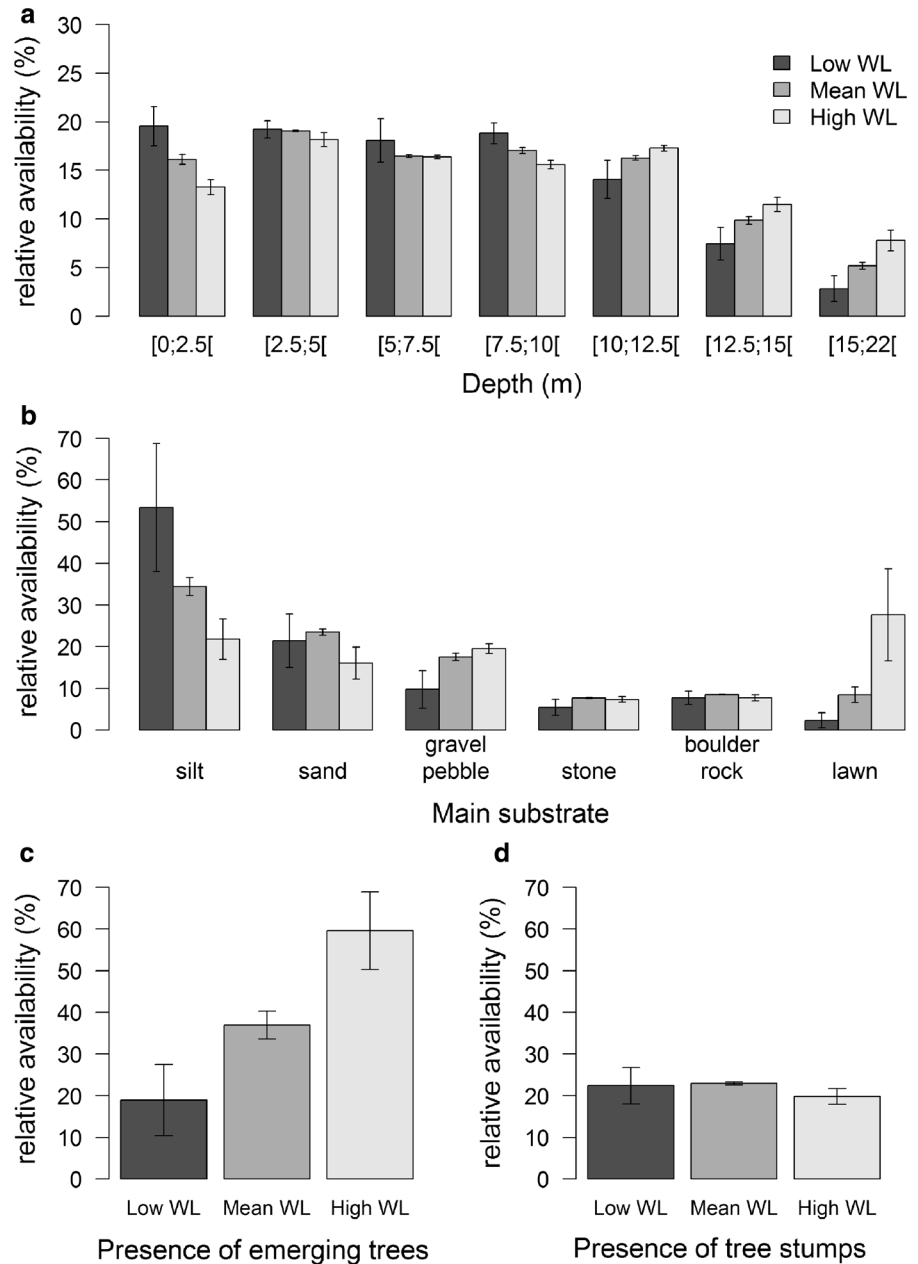 a
relative availability (%)
30
25
20
15
10
5
0
Low WL
Mean WL
High WL
[0;2.5[ [2.5;5[ [5;7.5[ [7.5;10[ [10;12.5[ [12.5;15[ [15;22[
Depth (m)
b
relative availability (%)
70
60
50
40
30
20
10
0
silt sand gravel pebble stone boulder rock lawn
Main substrate
c
relative availability (%)
70
60
50
40
30
20
10
0
Low WL Mean WL High WL
Presence of emerging trees
d
relative availability (%)
70
60
50
40
30
20
10
0
Low WL Mean WL High WL
Presence of tree stumps